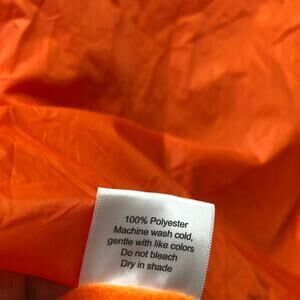 100% Polyester
Machine wash cold,
gentle with like colors
Do not bleach
Dry in shade